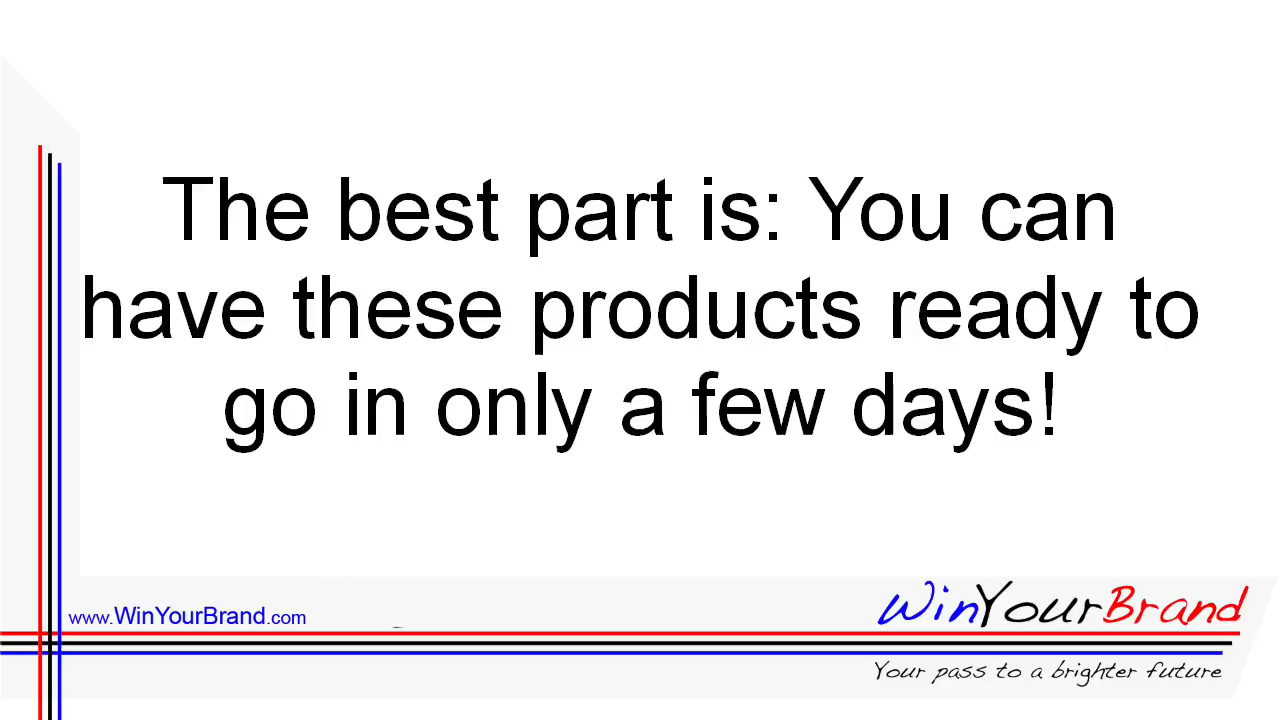 The best part is: You can
have these products ready to
go in only a few days!
www.WinYourBrand.com
WinYourBrand
Your pass to a brighter future